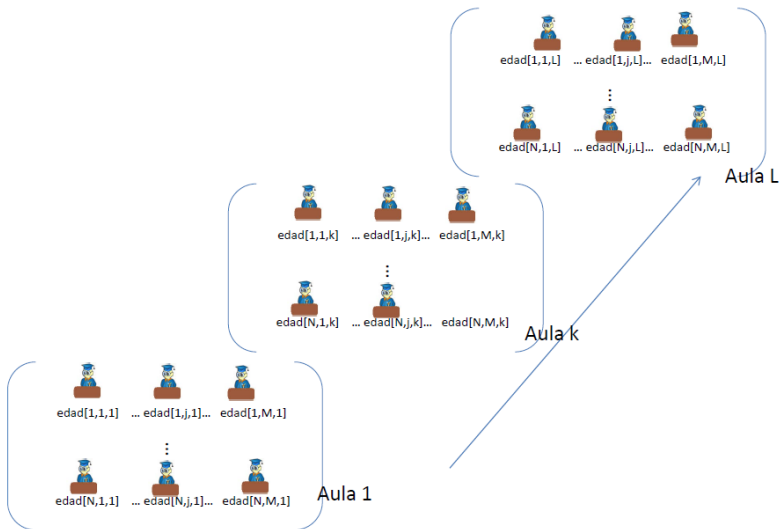 edad[1,1,L] ... edad[1,j,L]... edad[1,M,L]
...
edad[N,1,L] ... edad[N,j,L]... edad[N,M,L]
Aula L
edad[1,1,k] ... edad[1,j,k]... edad[1,M,k]
...
edad[N,1,k] ... edad[N,j,k]... edad[N,M,k]
Aula k
edad[1,1,1] ... edad[1,j,1]... edad[1,M,1]
...
edad[N,1,1] ... edad[N,j,1]... edad[N,M,1]
Aula 1